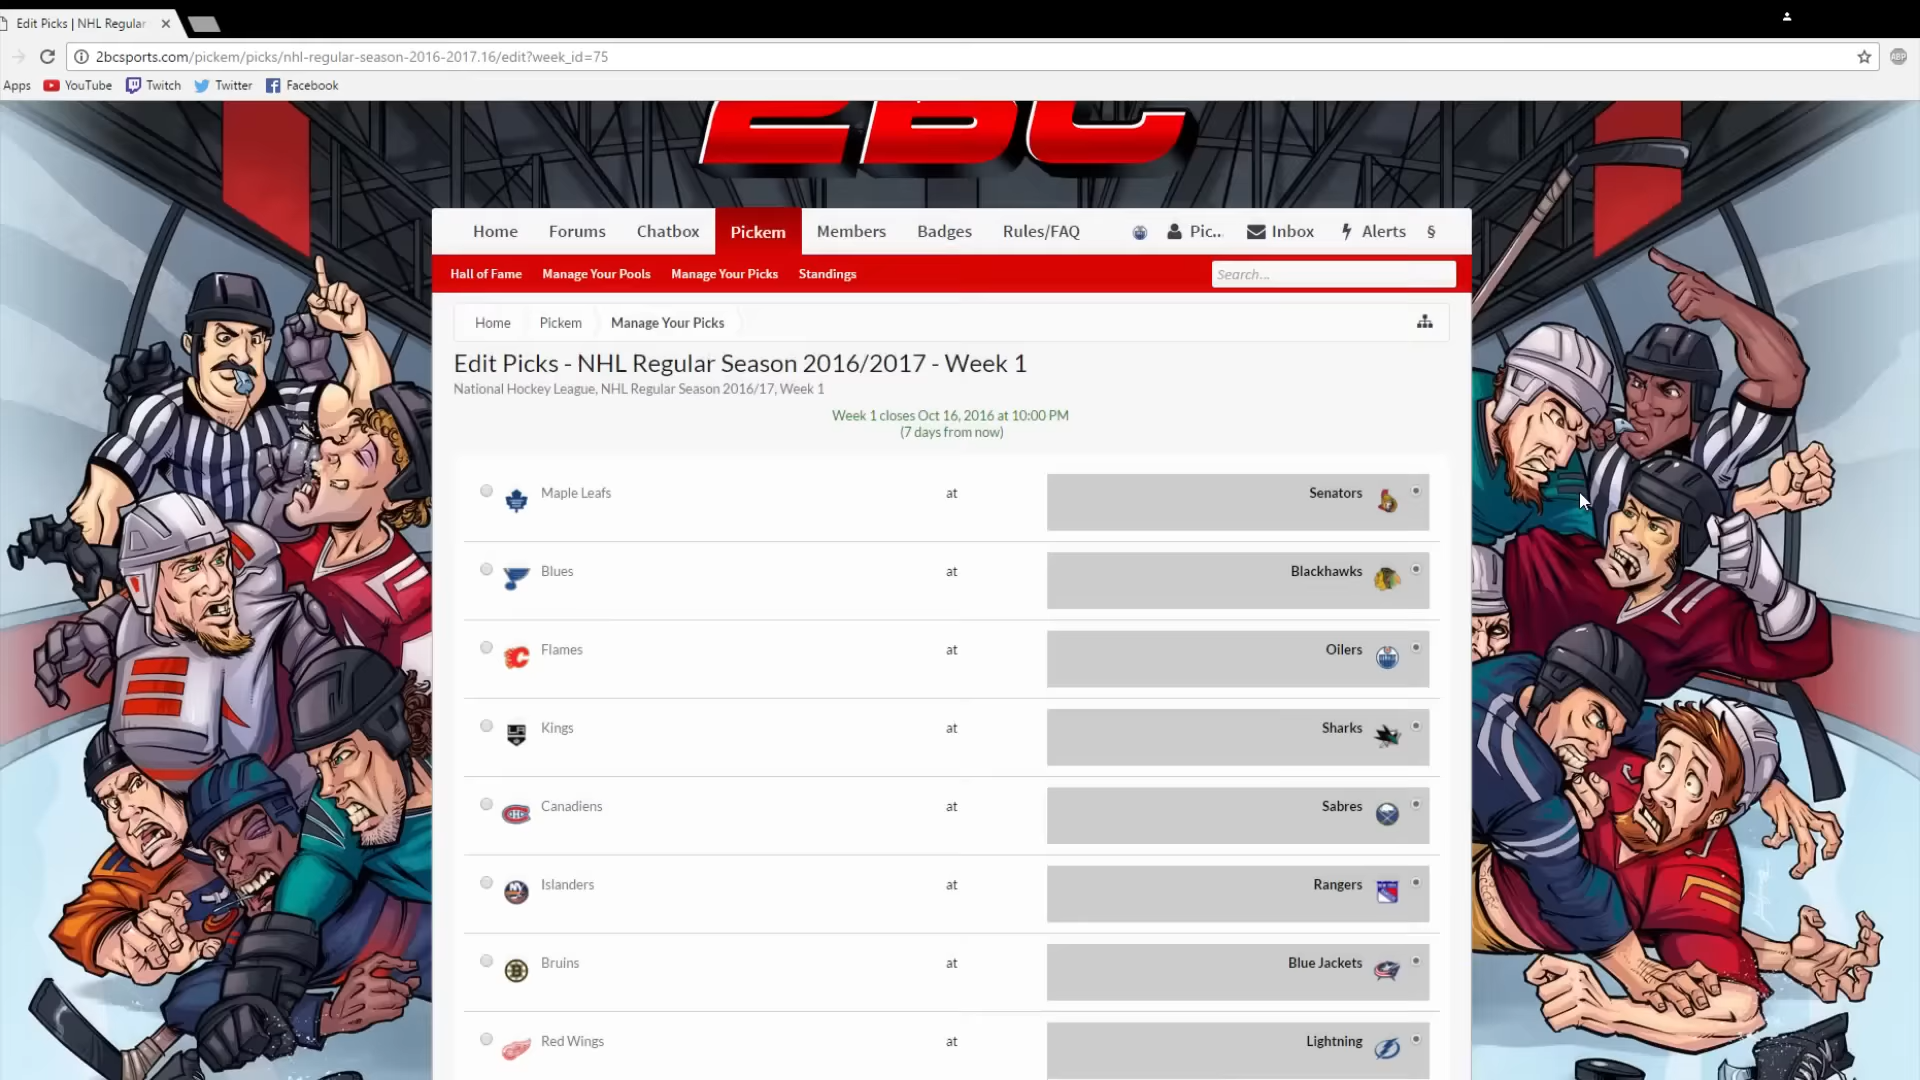 Edit Picks | NHL Regular
2bcsports.com/pickem/picks/nhl-regular-season-2016-2017.16/edit?week_id=75
ABP
Apps YouTube Twitch Twitter Facebook
2BC
Home Forums Chatbox Pickem Members Badges Rules/FAQ Pic... Inbox Alerts §
Hall of Fame Manage Your Pools Manage Your Picks Standings Search...
Home Pickem Manage Your Picks
Edit Picks - NHL Regular Season 2016/2017 - Week 1
National Hockey League, NHL Regular Season 2016/17, Week 1
Week 1 closes Oct 16, 2016 at 10:00 PM
(7 days from now)
Maple Leafs at Senators
Blues at Blackhawks
Flames at Oilers
Kings at Sharks
Canadiens at Sabres
Islanders at Rangers
Bruins at Blue Jackets
Red Wings at Lightning